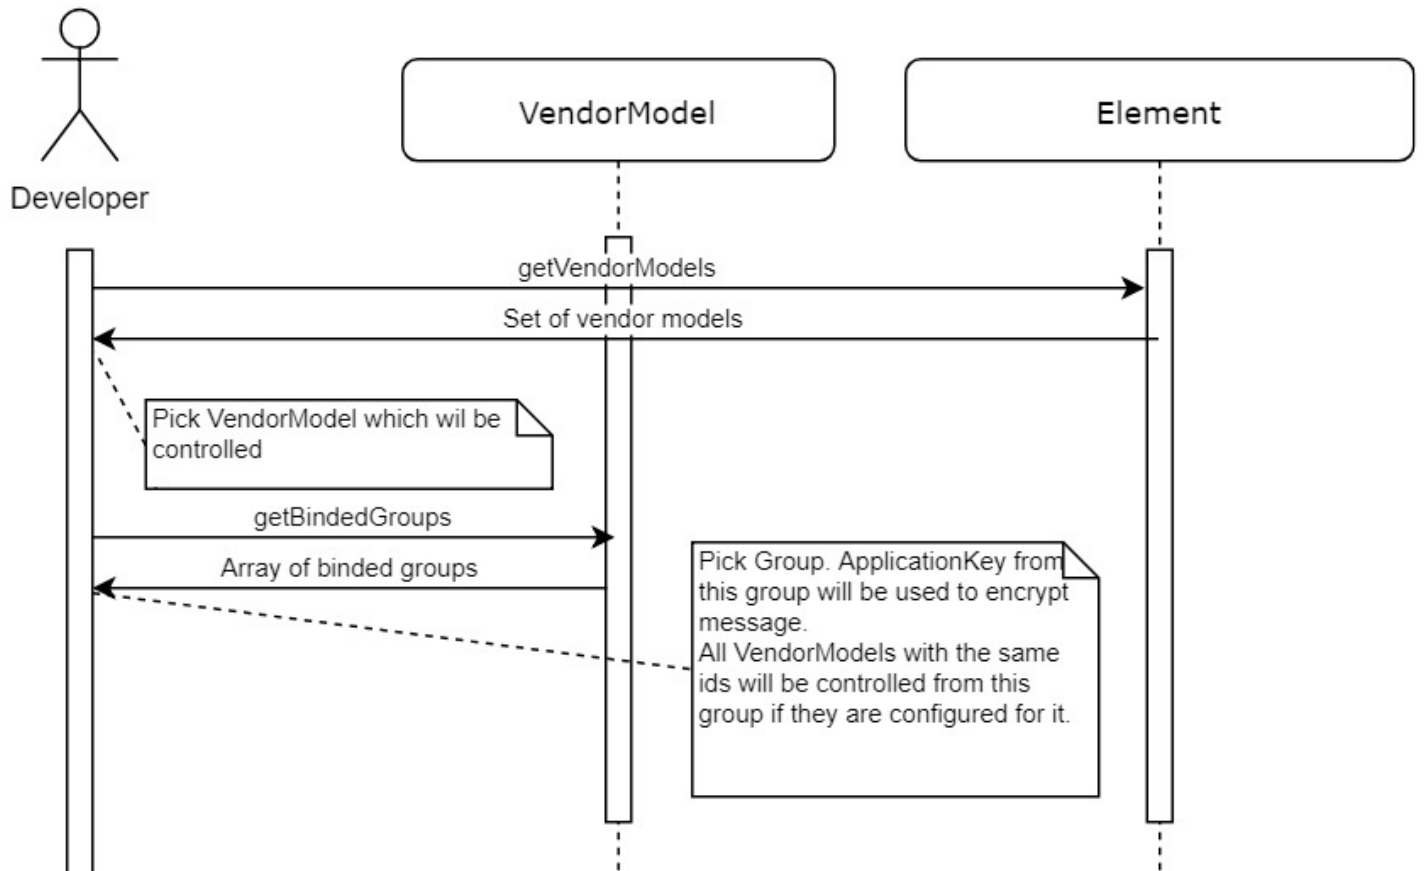 VendorModel
Element
Developer
getVendorModels
Set of vendor models
Pick VendorModel which wil be
controlled
getBindedGroups
Array of binded groups
Pick Group. ApplicationKey from
this group will be used to encrypt
message.
All VendorModels with the same
ids will be controlled from this
group if they are configured for it.